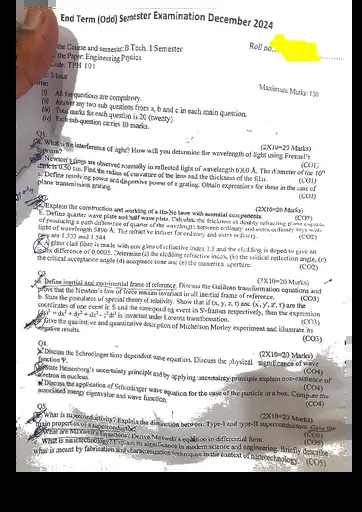 End Term (Odd) Semester Examination December 2024
Roll no.
the Course and semester: B.Tech. I Semester
the Paper: Engineering Physics
Code: TPH 101
3 hour
Maximum Marks: 100
(i) All the questions are compulsory.
(ii) Answer any two sub questions from a, b and c in each main question.
(iii) Total marks for each question is 20 (twenty).
(iv) Each sub-question carries 10 marks.
Q1.
(2X10=20 Marks)
a. What is the interference of light? How will you determine the wavelength of light using Fresnel's
biprism? (CO1)
Newton's rings are observed normally in reflected light of wavelength 6300 Å. The diameter of the 10th
is 0.50 cm. Find the radius of curvature of the lens and the thickness of the film. (CO1)
c. Define resolving power and dispersive power of a grating. Obtain expressions for these in the case of
plane transmission grating. (CO1)
(2X10=20 Marks)
Explain the construction and working of a He-Ne laser with essential components. (CO2)
b. Define quarter wave plate and half wave plate. Calculate the thickness of doubly refracting plane
of producing a path difference of quarter of the wavelength between ordinary and extra ordinary
light of wavelength 5890 Å. The refractive index for ordinary and extra ordinary
are 1.533 and 1.544 (CO2)
A glass clad fibre is made with core glass of refractive index 1.5 and the cladding is doped to give
index difference of 0.0005. Determine (a) the cladding refractive index, (b) the critical reflection angle, (c)
the critical acceptance angle (d) acceptance cone and (e) the numerical aperture. (CO2)
(2X10=20 Marks)
Define inertial and non-inertial frame of reference. Discuss the Galilean transformation equations and
prove that the Newton's law of force remains invariant in all inertial frame of reference. (CO3)
b. State the postulates of special theory of relativity. Show that if (x, y, z, t) and (x', y', z', t') are the
coordinates of one event in S and the corresponding event in S'-frames respectively, then the expression
ds² = dx² + dy² + dz² - c²dt² is invariant under Lorentz transformation. (CO3)
Give the qualitative and quantitative description of Michelson Morley experiment and illustrate its
negative results. (CO3)
Q4.
(2X10=20 Marks)
Discuss the Schrodinger time dependent wave equation. Discuss the physical significance of wave
function Ψ. (CO4)
State Heisenberg's uncertainty principle and by applying uncertainty principle explain non-existence of
electron in nucleus. (CO4)
Discuss the application of Schrodinger wave equation for the case of the particle in a box. Compute the
associated energy eigenvalue and wave function. (CO4)
Q5.
(2X10=20 Marks)
What is superconductivity? Explain the distinction between Type-I and type-II superconductors. Give the
main properties of a superconductor. (CO5)
What are Maxwell's Equations? Derive Maxwell's equation in differential form (CO5)
What is nanotechnology? Explain its significance in modern science and engineering. Briefly describe
what is meant by fabrication and characterization techniques in the context of nanotechnology. (CO5)